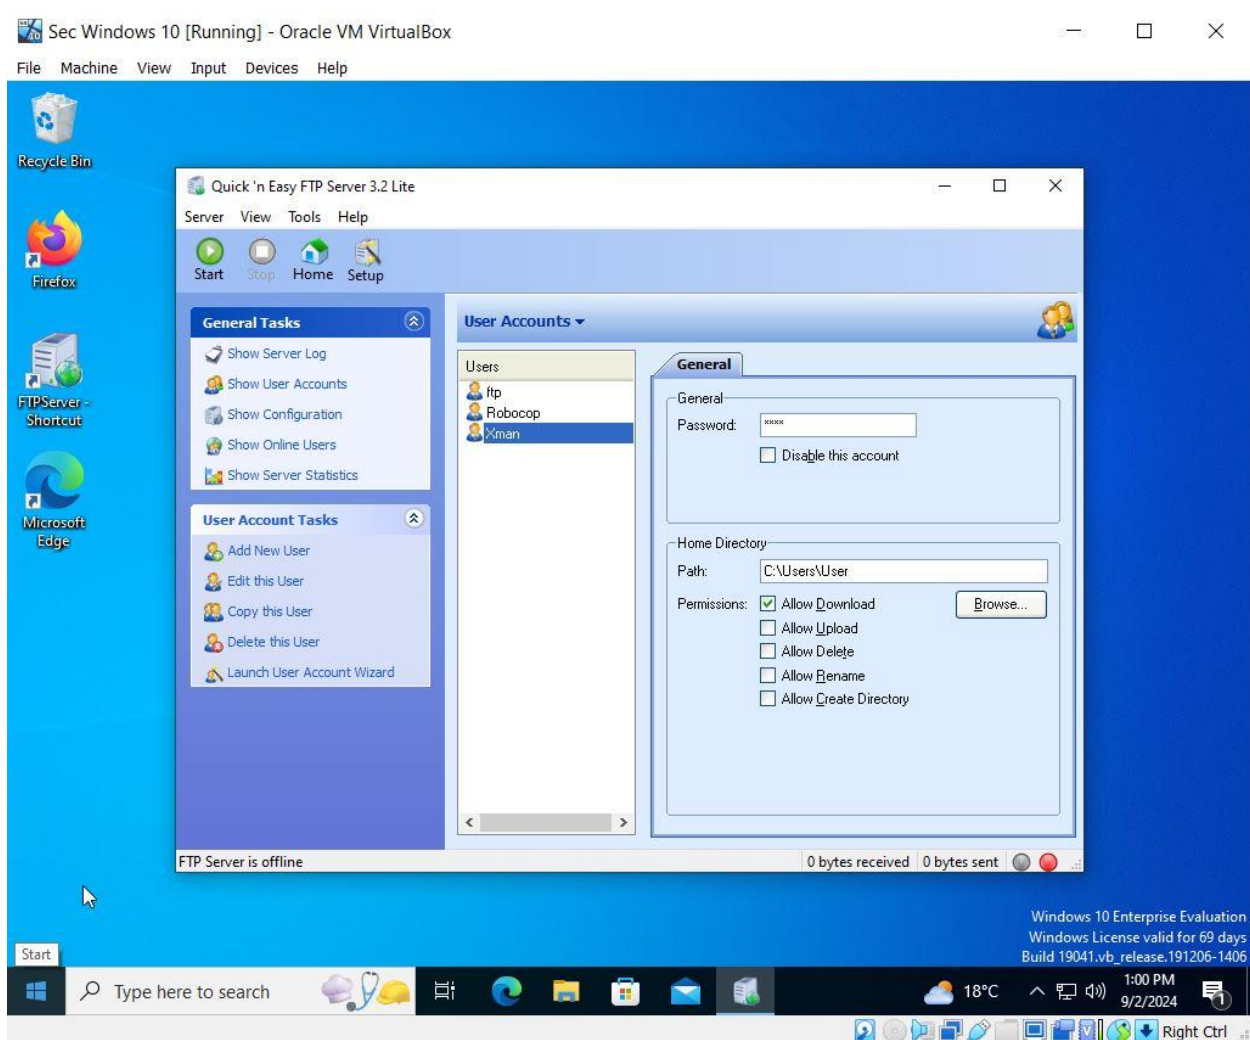 Sec Windows 10 [Running] - Oracle VM VirtualBox
File Machine View Input Devices Help
Recycle Bin
Firefox
FTPServer - Shortcut
Microsoft Edge
Quick 'n Easy FTP Server 3.2 Lite
Server View Tools Help
Start Stop Home Setup
General Tasks
Show Server Log
Show User Accounts
Show Configuration
Show Online Users
Show Server Statistics
User Account Tasks
Add New User
Edit this User
Copy this User
Delete this User
Launch User Account Wizard
User Accounts
Users
ftp
Robocop
Xman
General
General
Password: xxxx
Disable this account
Home Directory
Path: C:\Users\User
Permissions: Allow Download Browse...
Allow Upload
Allow Delete
Allow Rename
Allow Create Directory
FTP Server is offline 0 bytes received 0 bytes sent
Windows 10 Enterprise Evaluation
Windows License valid for 69 days
Build 19041.vb_release.191206-1406
Start
Type here to search 18°C 1:00 PM
9/2/2024
1
Right Ctrl